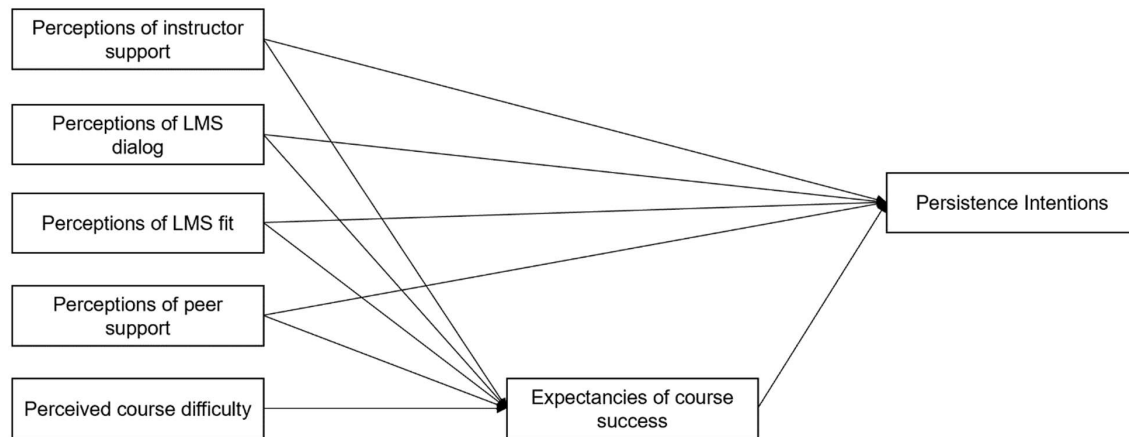 Perceptions of instructor
support
Perceptions of LMS
dialog
Perceptions of LMS fit
Persistence Intentions
Perceptions of peer
support
Perceived course difficulty
Expectancies of course
success